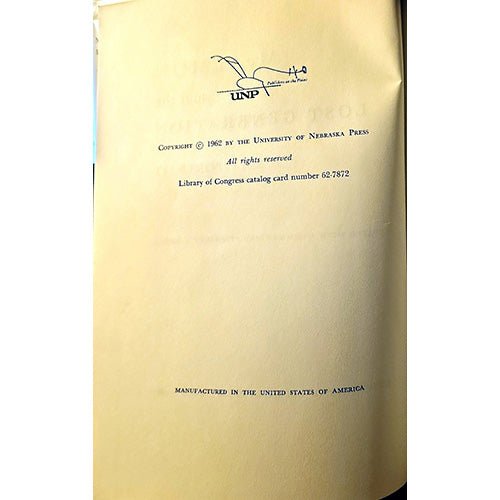 Publishers on the Plains
UNP
COPYRIGHT © 1962 BY THE UNIVERSITY OF NEBRASKA PRESS
All rights reserved
Library of Congress catalog card number 62-7872
MANUFACTURED IN THE UNITED STATES OF AMERICA